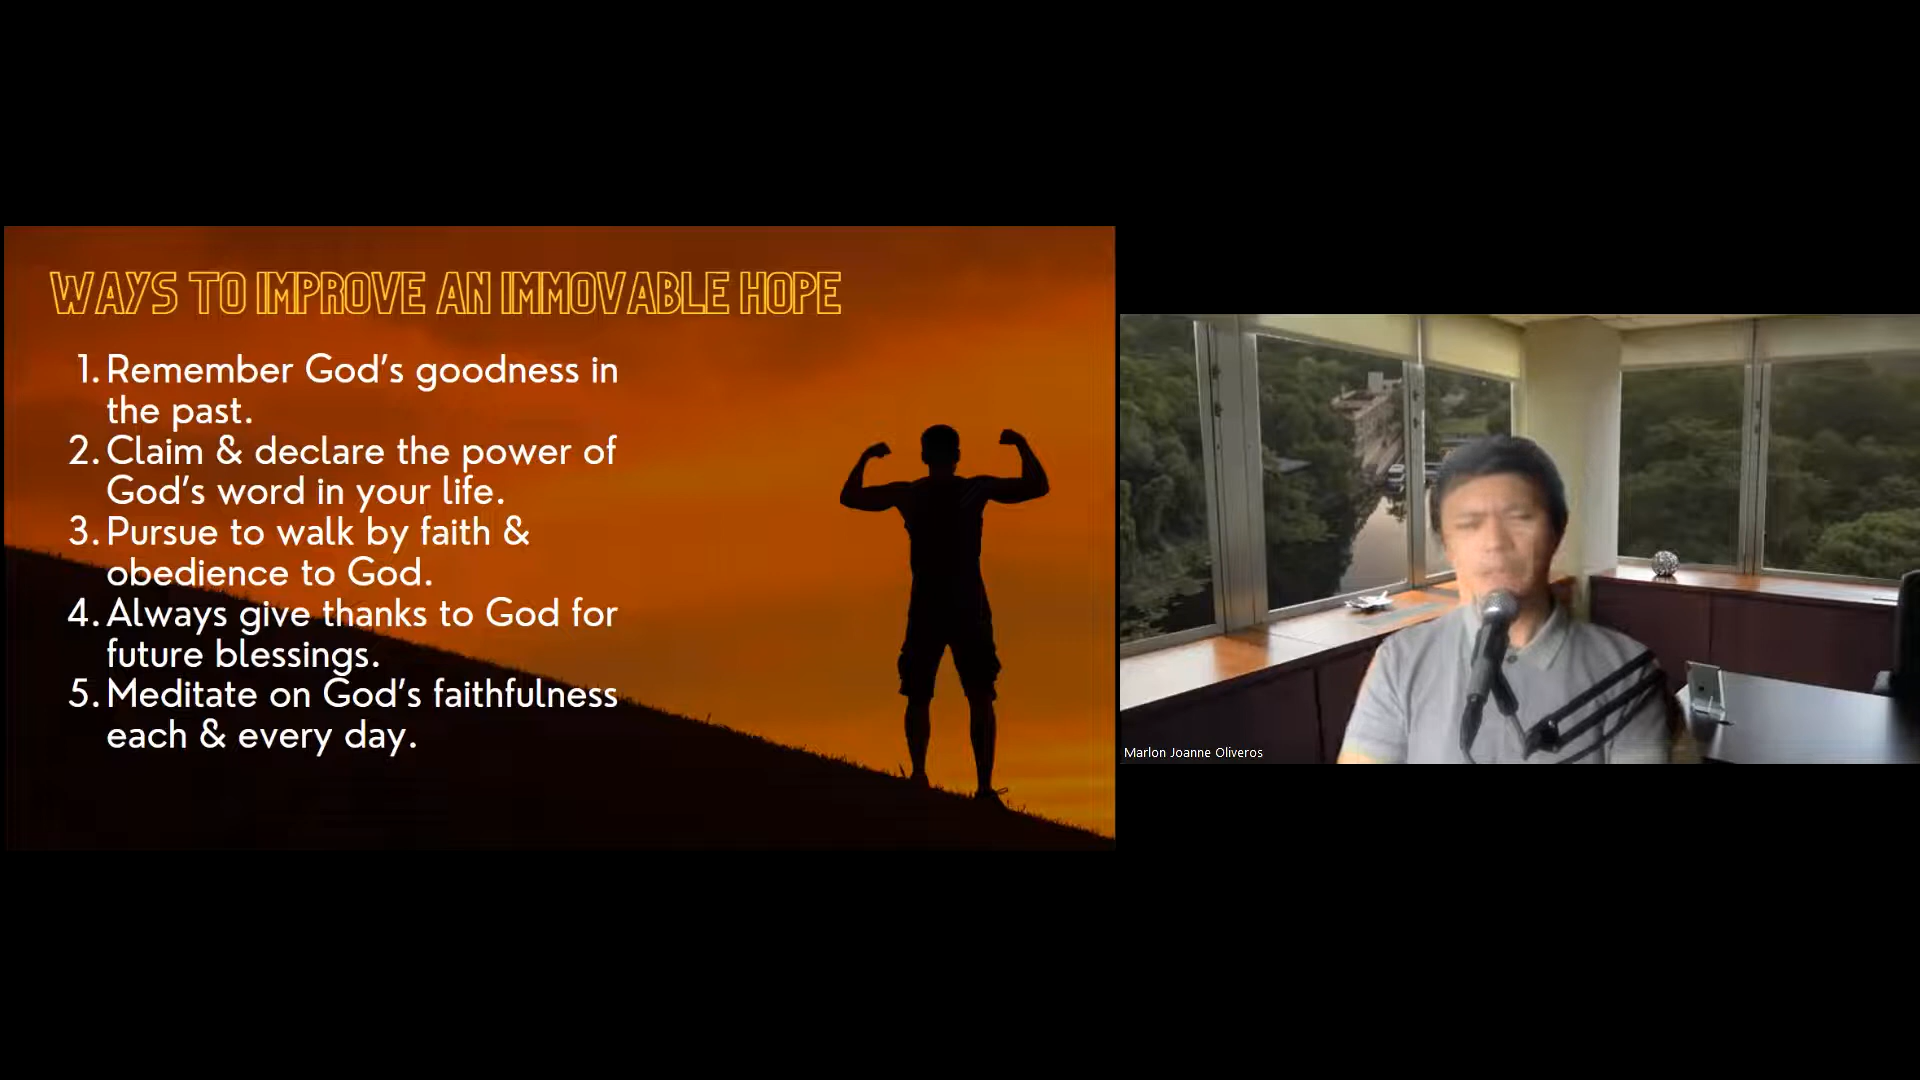 WAYS TO IMPROVE AN IMMOVABLE HOPE
1. Remember God's goodness in
the past.
2. Claim & declare the power of
God's word in your life.
3. Pursue to walk by faith &
obedience to God.
4. Always give thanks to God for
future blessings.
5. Meditate on God's faithfulness
each & every day.
Marlon Joanne Oliveros